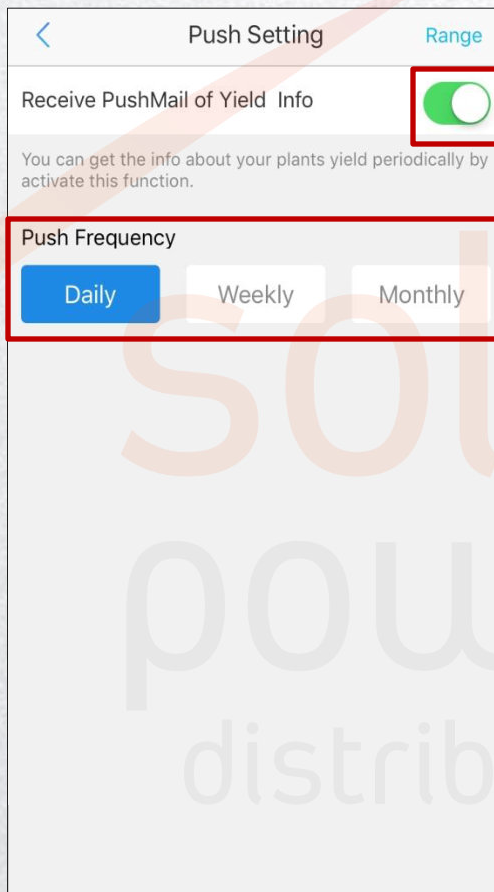 Push Setting
Range
Receive PushMail of Yield Info
You can get the info about your plants yield periodically by
activate this function.
Push Frequency
Daily
Weekly
Monthly